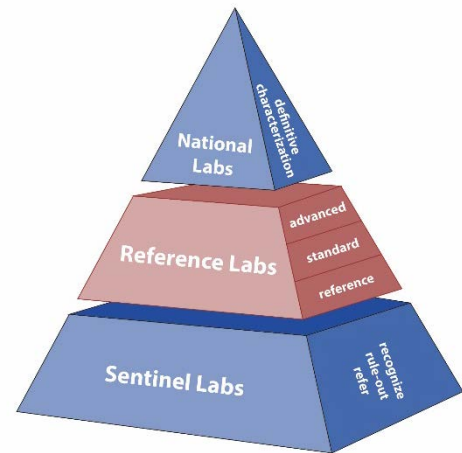 National
Labs
definitive
characterization
Reference Labs
advanced
standard
reference
Sentinel Labs
recognize
rule-out
refer